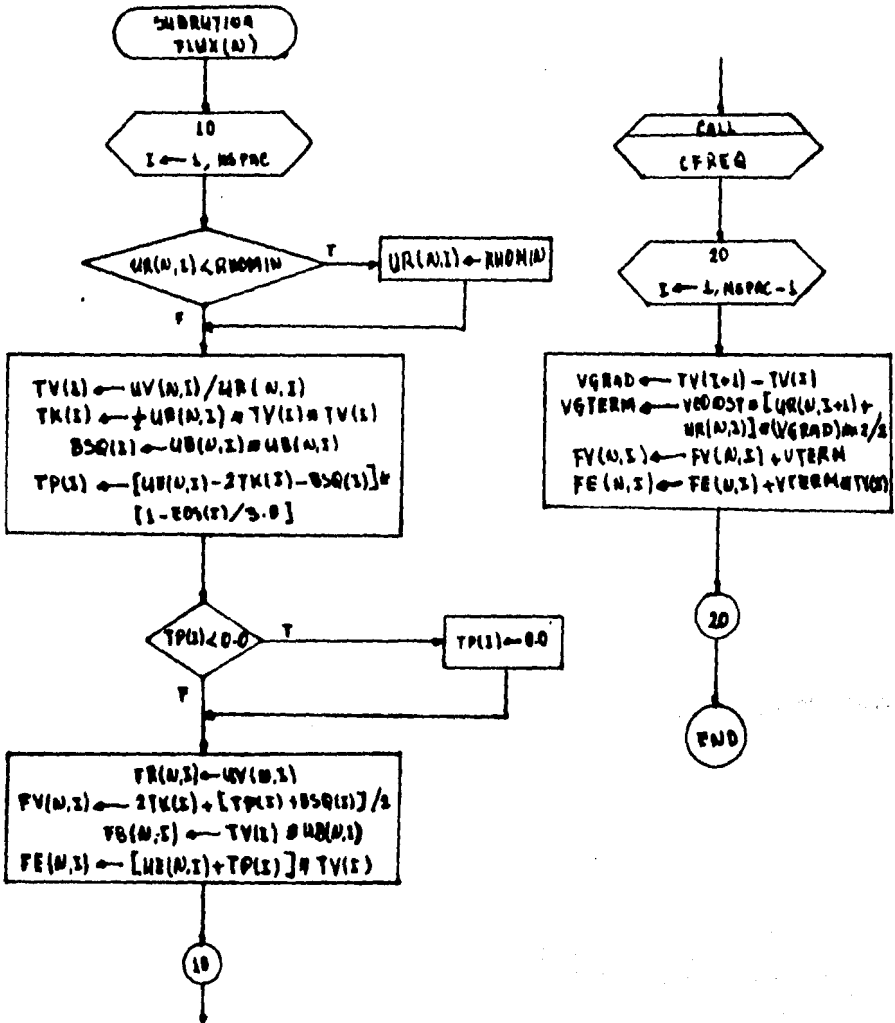 SUBRUTINA
FLUX(N)
10
I ← 1, NSPAC
UR(N,I) < RHOMIN
T
UR(N,I) ← RHOMIN
F
TV(I) ← UV(N,I) / UR(N,I)
TK(I) ← ½ UR(N,I) * TV(I) * TV(I)
BSQ(I) ← UB(N,I) * UB(N,I)
TP(I) ← [UE(N,I) - 2TK(I) - BSQ(I)] *
[1 - EOS(I) / 3.0]
TP(I) < 0.0
T
TP(I) ← 0.0
F
FR(N,I) ← UV(N,I)
FV(N,I) ← 2TK(I) + [TP(I) + BSQ(I)] / 2
FB(N,I) ← TV(I) * UB(N,I)
FE(N,I) ← [UE(N,I) + TP(I)] * TV(I)
10
CALL
CFREQ
20
I ← 1, NSPAC - 1
VGRAD ← TV(I+1) - TV(I)
VGTERM ← VCONST * [UR(N,I+1) +
UR(N,I)] * (VGRAD) ** 2 / 2
FV(N,I) ← FV(N,I) + VTERM
FE(N,I) ← FE(N,I) + VTERM * TV(I)
20
END